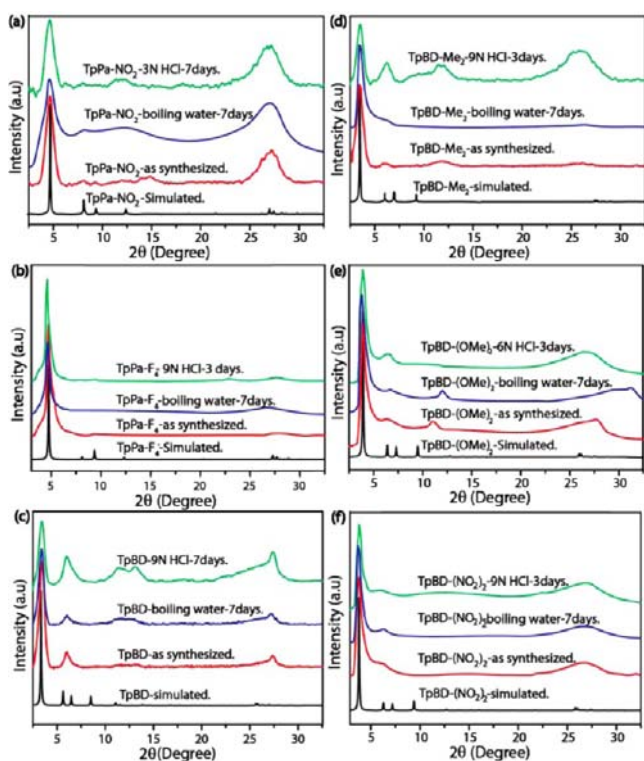 (a)
TpPa-NO2-3N HCl-7days.
TpPa-NO2-boiling water-7days
TpPa-NO2-as synthesized.
TpPa-NO2-Simulated.
Intensity (a.u)
5 10 15 20 25 30
2θ (Degree)
(b)
TpPa-F4-9N HCl-3 days.
TpPa-F4-boiling water-7days.
TpPa-F4-as synthesized.
TpPa-F4-Simulated.
Intensity (a.u)
5 10 15 20 25 30
2θ (Degree)
(c)
TpBD-9N HCl-7days.
TpBD-boiling water-7days.
TpBD-as synthesized.
TpBD-simulated.
Intensity (a.u)
5 10 15 20 25 30
2θ(Degree)
(d)
TpBD-Me2-9N HCl-3days.
TpBD-Me2-boiling water-7days.
TpBD-Me2-as synthesized.
TpBD-Me2-simulated.
Intensity (a.u)
5 10 15 20 25 30
2θ (Degree)
(e)
TpBD-(OMe)2-6N HCl-3days.
TpBD-(OMe)2-boiling water-7days.
TpBD-(OMe)2-as synthesized.
TpBD-(OMe)2-Simulated.
Intensity (a.u)
5 10 15 20 25 30
2θ (Degree)
(f)
TpBD-(NO2)2-9N HCl-3days.
TpBD-(NO2)2boiling water-7days.
TpBD-(NO2)2-as synthesized.
TpBD-(NO2)2-simulated.
Intensity (a.u)
5 10 15 20 25 30
2θ (Degree)